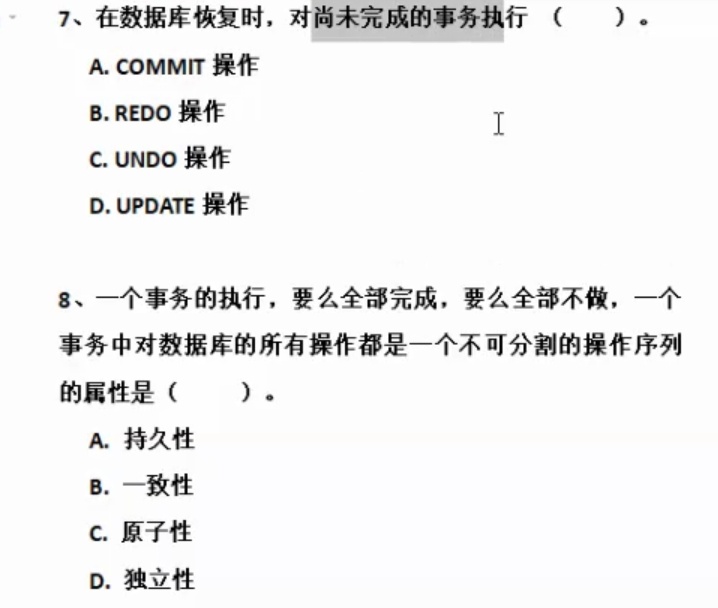 7、在数据库恢复时，对尚未完成的事务执行 （ ） 。
A. COMMIT 操作
B. REDO 操作
C. UNDO 操作
D. UPDATE 操作
8、一个事务的执行，要么全部完成，要么全部不做，一个
事务中对数据库的所有操作都是一个不可分割的操作序列
的属性是（ ） 。
A. 持久性
B. 一致性
C. 原子性
D. 独立性